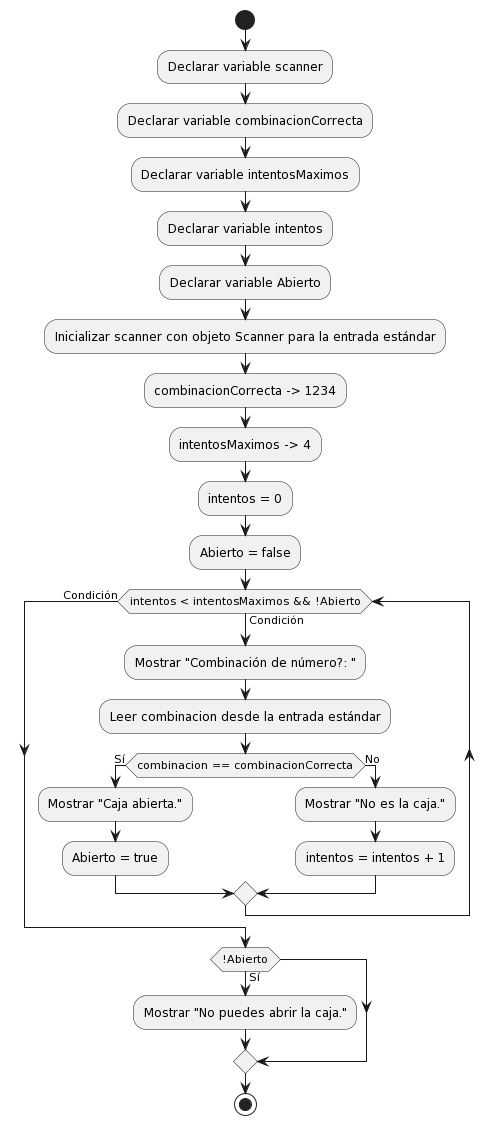 Declarar variable scanner
Declarar variable combinacionCorrecta
Declarar variable intentosMaximos
Declarar variable intentos
Declarar variable Abierto
Inicializar scanner con objeto Scanner para la entrada estándar
combinacionCorrecta -> 1234
intentosMaximos -> 4
intentos = 0
Abierto = false
Condición
intentos < intentosMaximos && !Abierto
Condición
Mostrar "Combinación de número?: "
Leer combinacion desde la entrada estándar
Sí
combinacion == combinacionCorrecta
No
Mostrar "Caja abierta."
Mostrar "No es la caja."
Abierto = true
intentos = intentos + 1
!Abierto
Sí
Mostrar "No puedes abrir la caja."